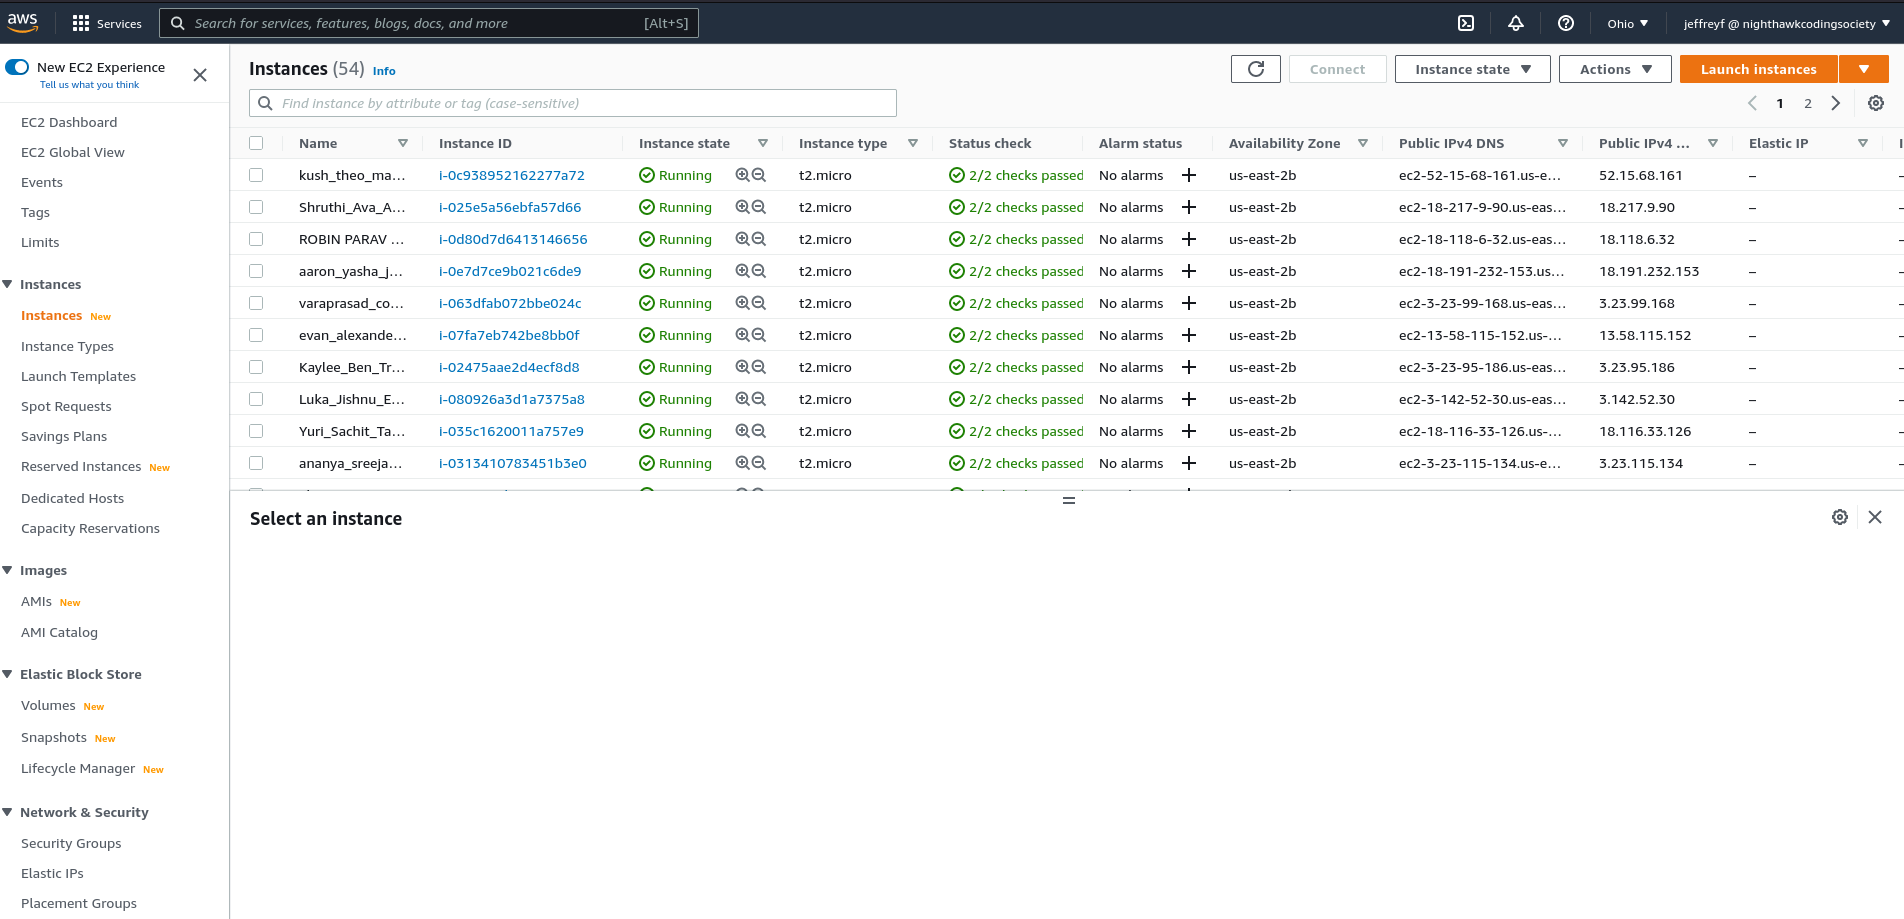 aws Services Search for services, features, blogs, docs, and more [Alt+S] Ohio jeffreyf @ nighthawkcodingsociety
New EC2 Experience
Tell us what you think
EC2 Dashboard
EC2 Global View
Events
Tags
Limits
Instances
Instances New
Instance Types
Launch Templates
Spot Requests
Savings Plans
Reserved Instances New
Dedicated Hosts
Capacity Reservations
Images
AMIs New
AMI Catalog
Elastic Block Store
Volumes New
Snapshots New
Lifecycle Manager New
Network & Security
Security Groups
Elastic IPs
Placement Groups
Instances (54) Info Connect Instance state Actions Launch instances
Find instance by attribute or tag (case-sensitive) 1 2
Name Instance ID Instance state Instance type Status check Alarm status Availability Zone Public IPv4 DNS Public IPv4 ... Elastic IP
kush_theo_ma... i-0c938952162277a72 Running t2.micro 2/2 checks passed No alarms + us-east-2b ec2-52-15-68-161.us-e... 52.15.68.161 –
Shruthi_Ava_A... i-025e5a56ebfa57d66 Running t2.micro 2/2 checks passed No alarms + us-east-2b ec2-18-217-9-90.us-eas... 18.217.9.90 –
ROBIN PARAV ... i-0d80d7d6413146656 Running t2.micro 2/2 checks passed No alarms + us-east-2b ec2-18-118-6-32.us-eas... 18.118.6.32 –
aaron_yasha_j... i-0e7d7ce9b021c6de9 Running t2.micro 2/2 checks passed No alarms + us-east-2b ec2-18-191-232-153.us... 18.191.232.153 –
varaprasad_co... i-063dfab072bbe024c Running t2.micro 2/2 checks passed No alarms + us-east-2b ec2-3-23-99-168.us-eas... 3.23.99.168 –
evan_alexande... i-07fa7eb742be8bb0f Running t2.micro 2/2 checks passed No alarms + us-east-2b ec2-13-58-115-152.us-... 13.58.115.152 –
Kaylee_Ben_Tr... i-02475aae2d4ecf8d8 Running t2.micro 2/2 checks passed No alarms + us-east-2b ec2-3-23-95-186.us-eas... 3.23.95.186 –
Luka_Jishnu_E... i-080926a3d1a7375a8 Running t2.micro 2/2 checks passed No alarms + us-east-2b ec2-3-142-52-30.us-eas... 3.142.52.30 –
Yuri_Sachit_Ta... i-035c1620011a757e9 Running t2.micro 2/2 checks passed No alarms + us-east-2b ec2-18-116-33-126.us-... 18.116.33.126 –
ananya_sreeja... i-0313410783451b3e0 Running t2.micro 2/2 checks passed No alarms + us-east-2b ec2-3-23-115-134.us-e... 3.23.115.134 –
Select an instance